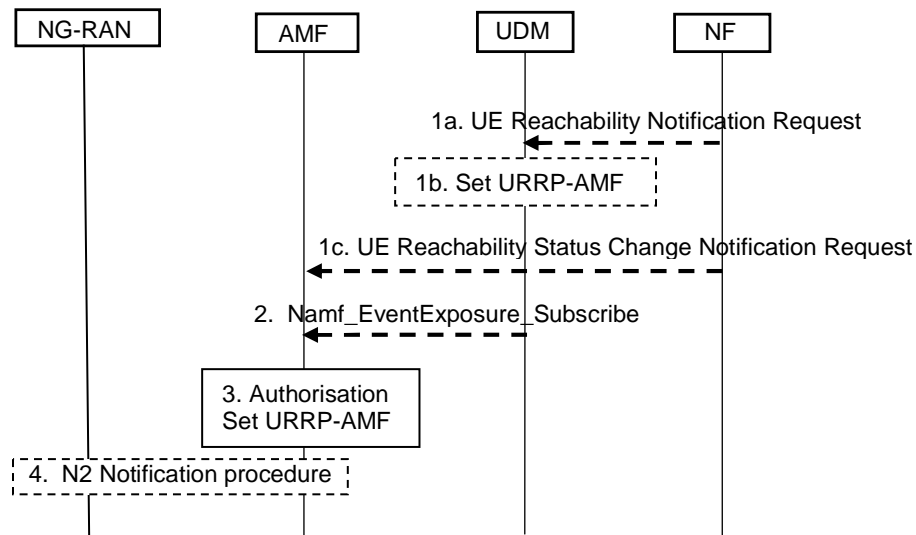 NG-RAN
AMF
UDM
NF
1a. UE Reachability Notification Request
1b. Set URRP-AMF
1c. UE Reachability Status Change Notification Request
2. Namf_EventExposure_Subscribe
3. Authorisation
Set URRP-AMF
4. N2 Notification procedure